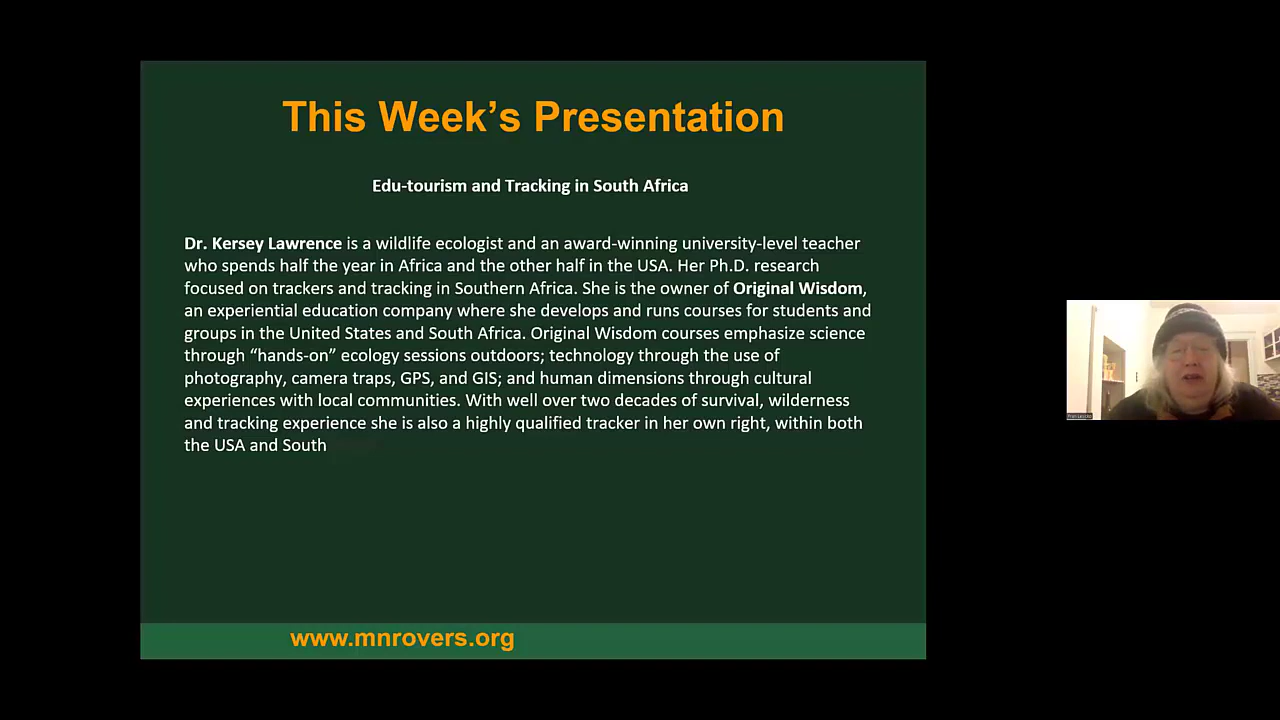 This Week's Presentation
Edu-tourism and Tracking in South Africa
Dr. Kersey Lawrence is a wildlife ecologist and an award-winning university-level teacher
who spends half the year in Africa and the other half in the USA. Her Ph.D. research
focused on trackers and tracking in Southern Africa. She is the owner of Original Wisdom,
an experiential education company where she develops and runs courses for students and
groups in the United States and South Africa. Original Wisdom courses emphasize science
through “hands-on” ecology sessions outdoors; technology through the use of
photography, camera traps, GPS, and GIS; and human dimensions through cultural
experiences with local communities. With well over two decades of survival, wilderness
and tracking experience she is also a highly qualified tracker in her own right, within both
the USA and South
www.mnrovers.org